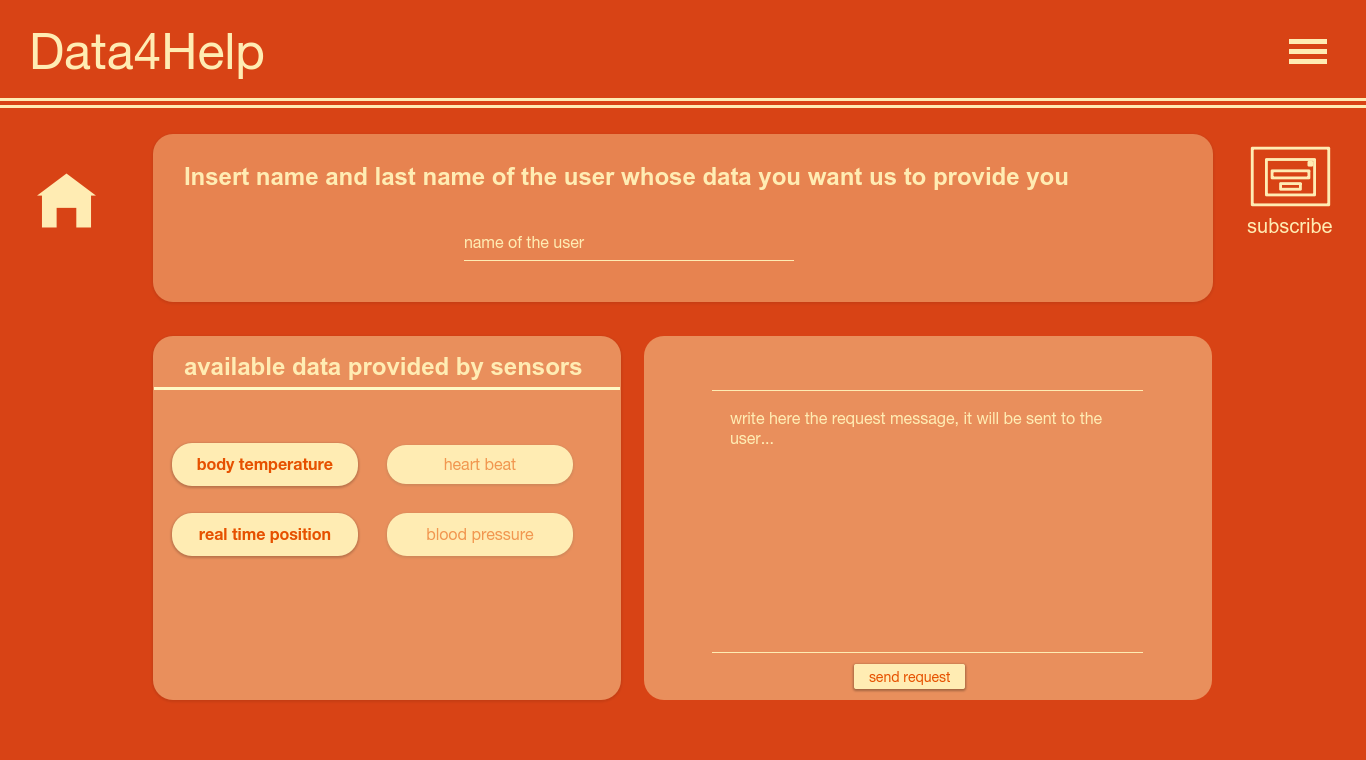 Data4Help
Insert name and last name of the user whose data you want us to provide you
subscribe
name of the user
available data provided by sensors
write here the request message, it will be sent to the
user...
body temperature
heart beat
real time position
blood pressure
send request